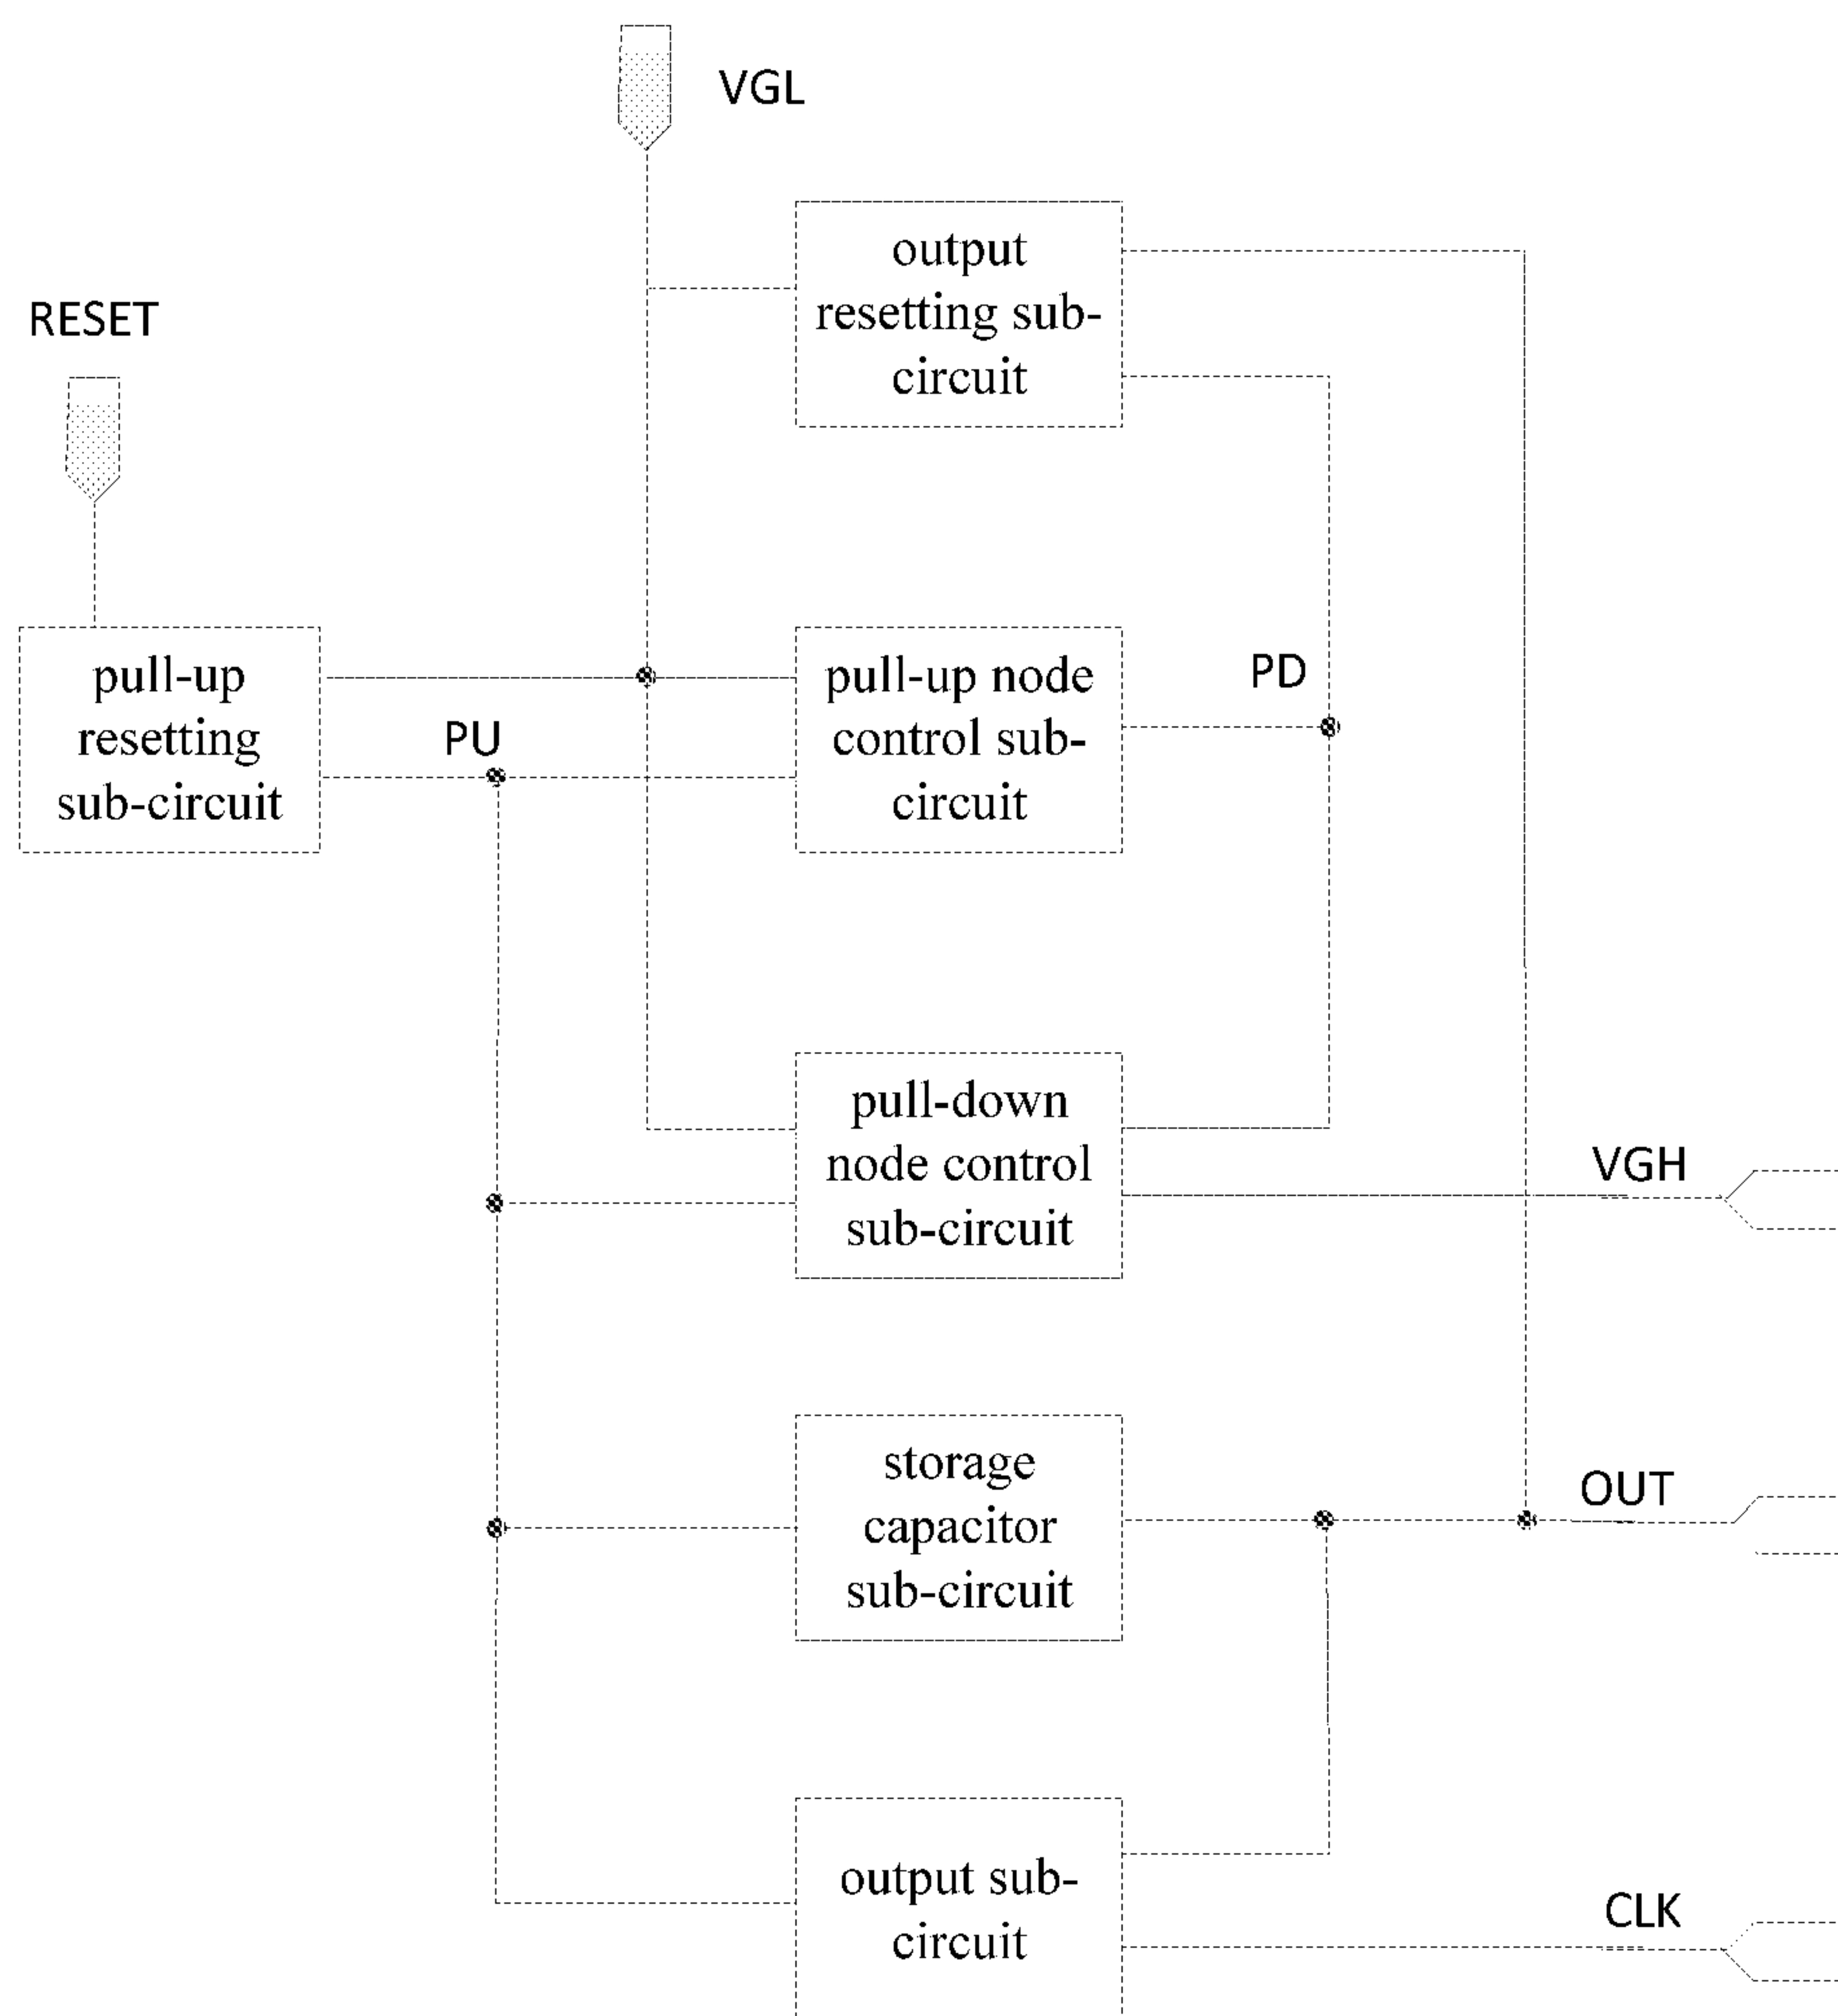 VGL
output
resetting sub-
circuit
RESET
pull-up
resetting
sub-circuit
PU
pull-up node
control sub-
circuit
PD
pull-down
node control
sub-circuit
VGH
storage
capacitor
sub-circuit
OUT
output sub-
circuit
CLK